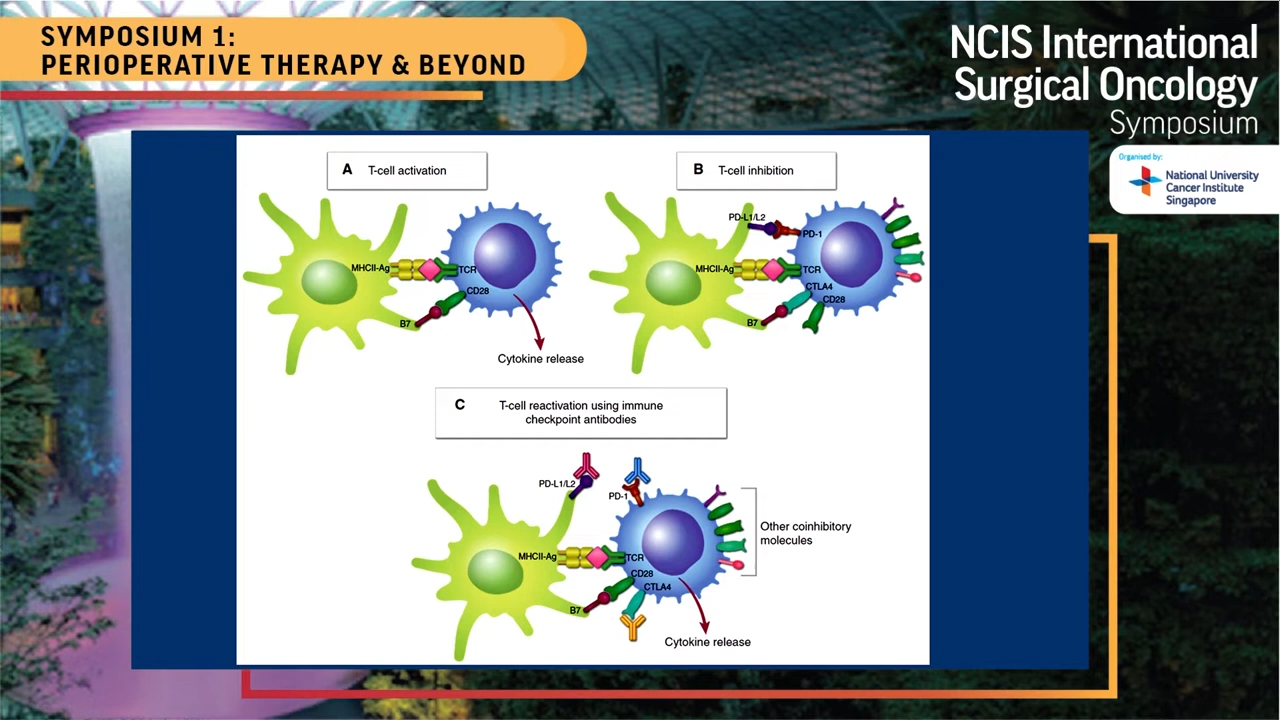 SYMPOSIUM 1:
PERIOPERATIVE THERAPY & BEYOND
NCIS International
Surgical Oncology
Symposium
Organised by:
National University
Cancer Institute
Singapore
A T-cell activation
MHCII-Ag
TCR
CD28
B7
Cytokine release
B T-cell inhibition
PD-L1/L2
PD-1
MHCII-Ag
TCR
CTLA4
CD28
B7
C T-cell reactivation using immune
checkpoint antibodies
PD-L1/L2
PD-1
Other coinhibitory
molecules
MHCII-Ag
TCR
CD28
CTLA4
B7
Cytokine release